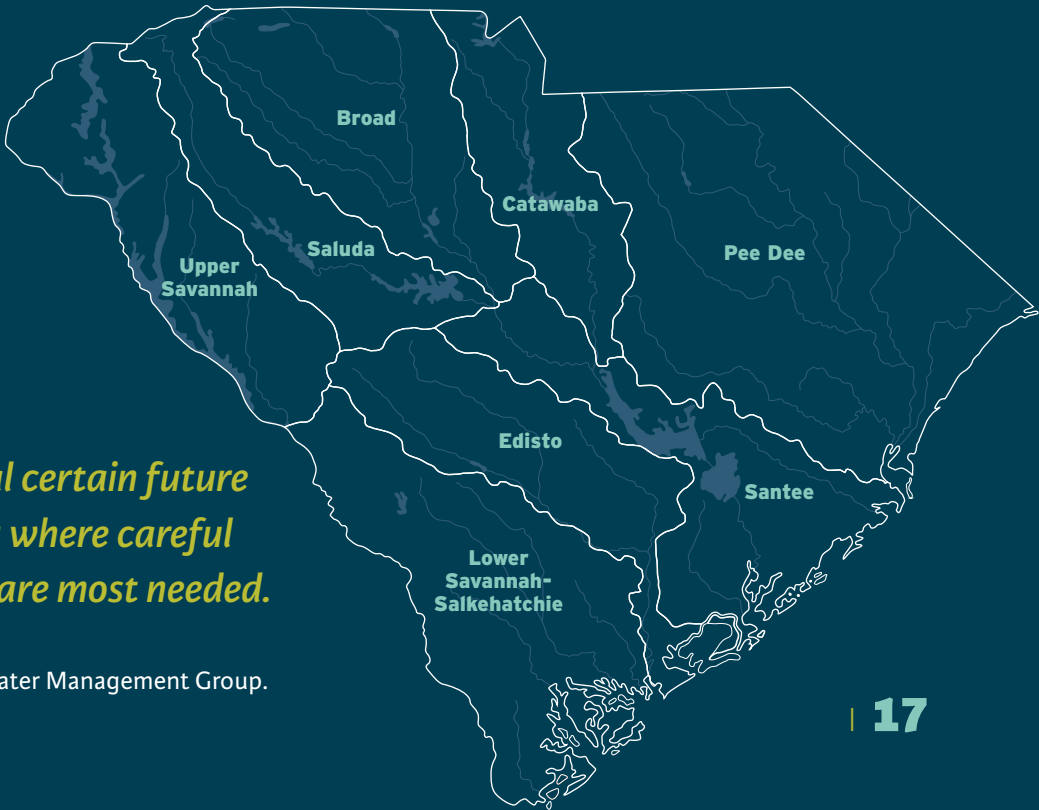 Broad
Catawaba
Pee Dee
Saluda
Upper
Savannah
Edisto
Santee
Lower
Savannah-
Salkehatchie
certain future
where careful
are most needed.
Management Group.
| 17